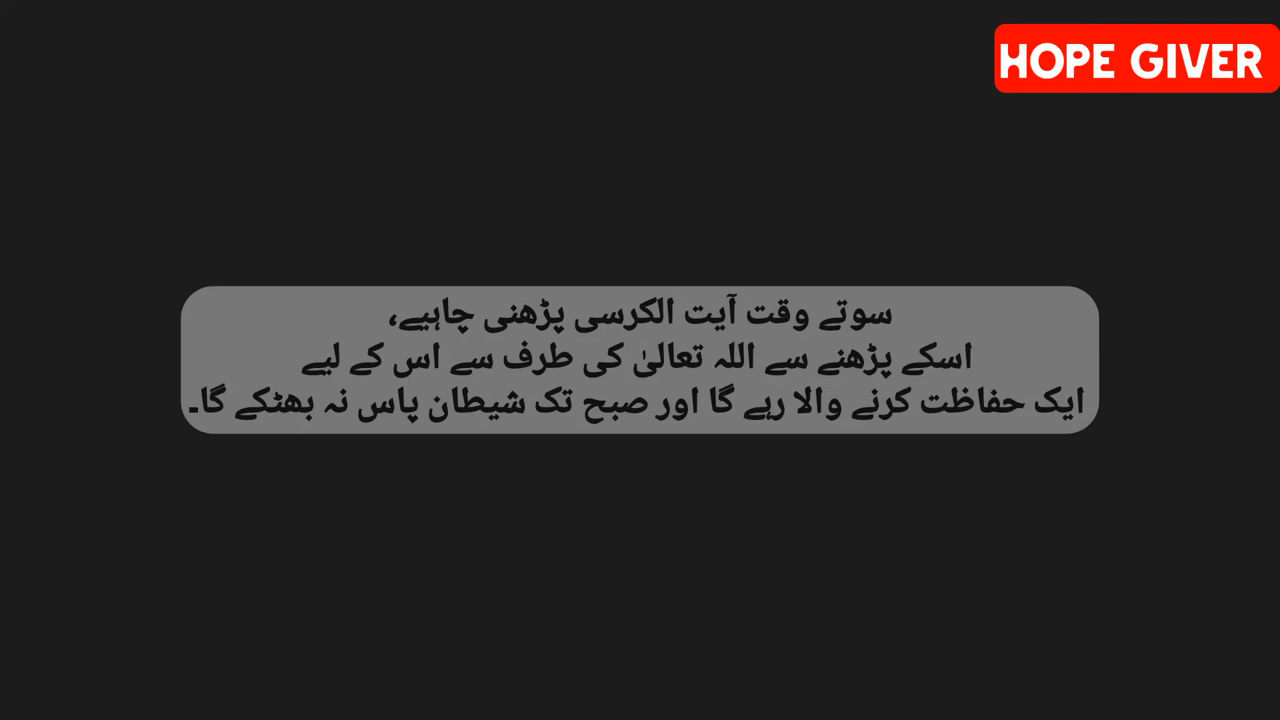 HOPE GIVER
سوتے وقت آیت الکرسی پڑھنی چاہیے،
اسکے پڑھنے سے اللہ تعالیٰ کی طرف سے اس کے لیے
ایک حفاظت کرنے والا رہے گا اور صبح تک شیطان پاس نہ بھٹکے گا۔